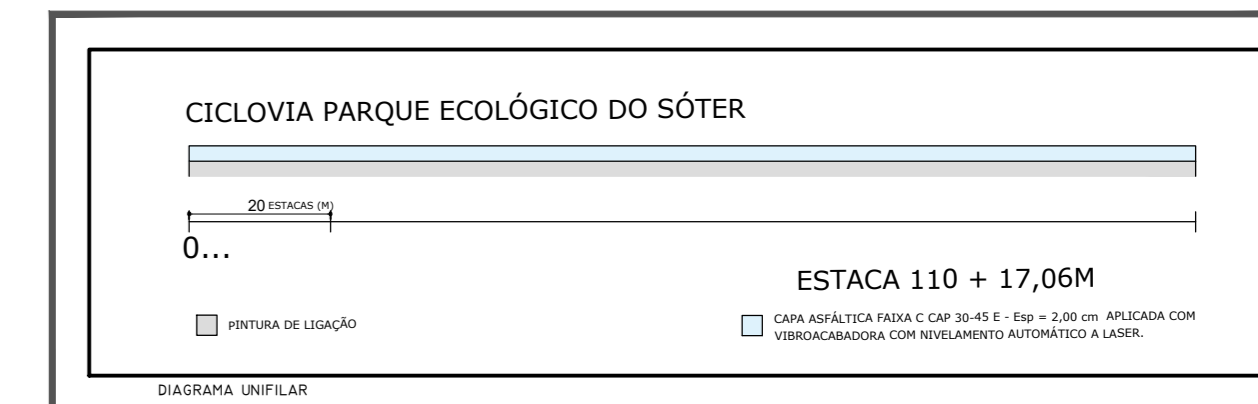 CICLOVIA PARQUE ECOLÓGICO DO SÓTER
20 ESTACAS (M)
0...
ESTACA 110 + 17,06M
PINTURA DE LIGAÇÃO
CAPA ASFÁLTICA FAIXA C CAP 30-45 E - Esp = 2,00 cm APLICADA COM
VIBROACABADORA COM NIVELAMENTO AUTOMÁTICO A LASER.
DIAGRAMA UNIFILAR